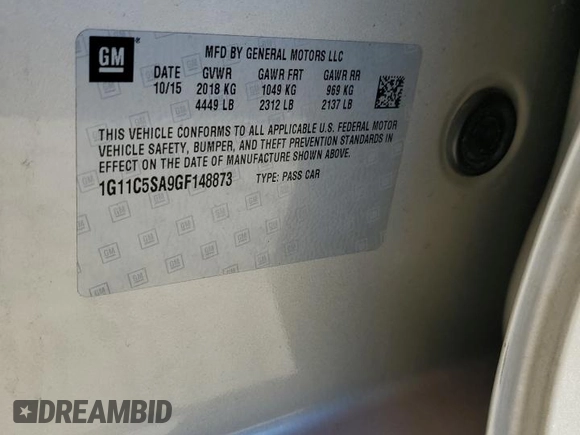 GM ®
MFD BY GENERAL MOTORS LLC
DATE GVWR GAWR FRT GAWR RR
10/15 2018 KG 1049 KG 969 KG
4449 LB 2312 LB 2137 LB
THIS VEHICLE CONFORMS TO ALL APPLICABLE U.S. FEDERAL MOTOR
VEHICLE SAFETY, BUMPER, AND THEFT PREVENTION STANDARDS IN
EFFECT ON THE DATE OF MANUFACTURE SHOWN ABOVE.
1G11C5SA9GF148873 TYPE: PASS CAR
DREAMBID